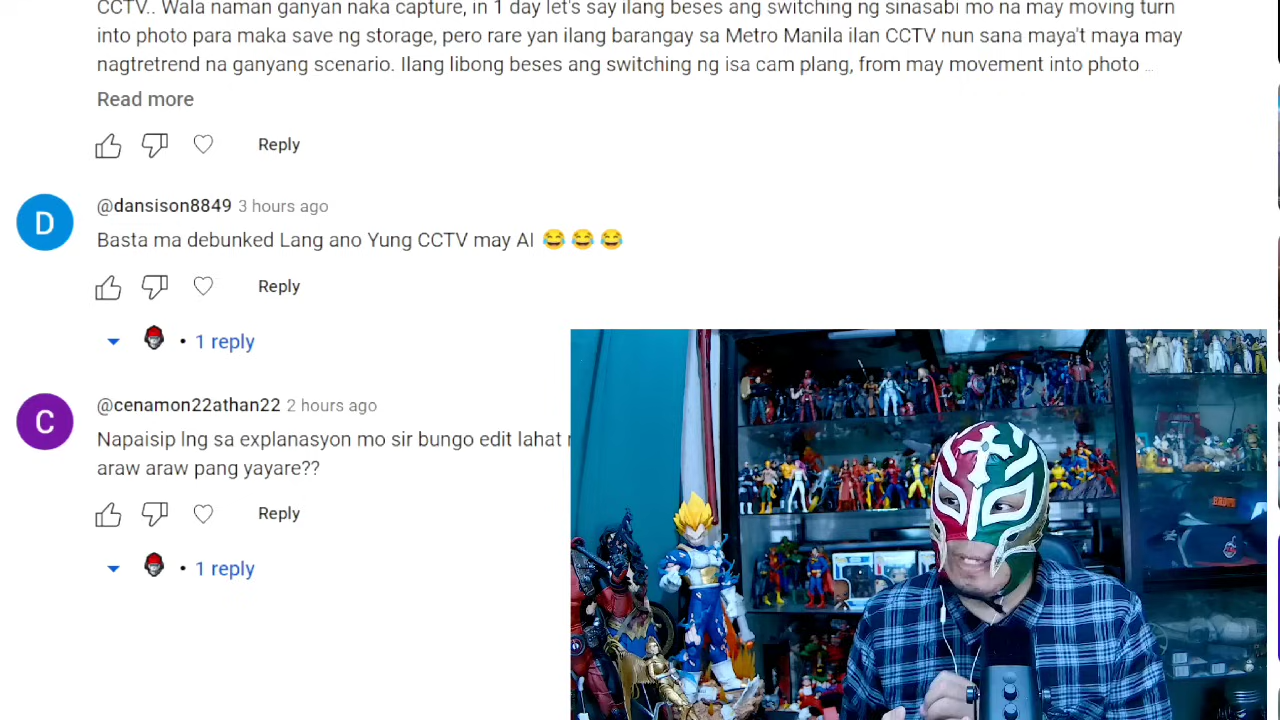 CCTV.. Wala naman ganyan naka capture, in 1 day let's say ilang beses ang switching ng sinasabi mo na may moving turn
into photo para maka save ng storage, pero rare yan ilang barangay sa Metro Manila ilan CCTV nun sana maya't maya may
nagtretrend na ganyang scenario. Ilang libong beses ang switching ng isa cam plang, from may movement into photo ...
Read more
Reply
D
@dansison8849 3 hours ago
Basta ma debunked Lang ano Yung CCTV may AI 😂 😂 😂
Reply
• 1 reply
C
@cenamon22athan22 2 hours ago
Napaisip lng sa explanasyon mo sir bungo edit lahat
araw araw pang yayare??
Reply
• 1 reply